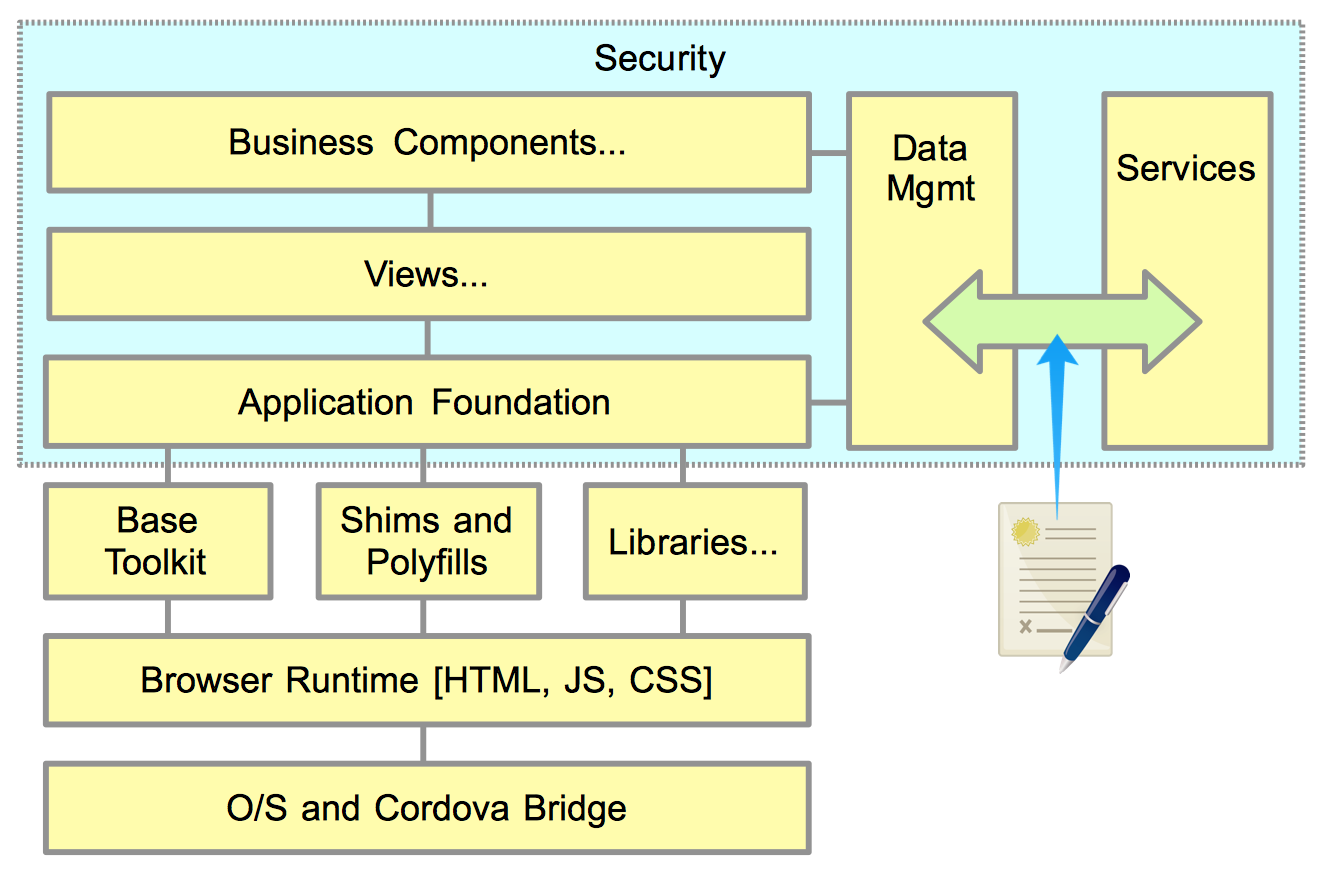 Security
Business Components...
Data
Mgmt
Services
Views...
Application Foundation
Base
Toolkit
Shims and
Polyfills
Libraries...
Browser Runtime [HTML, JS, CSS]
O/S and Cordova Bridge